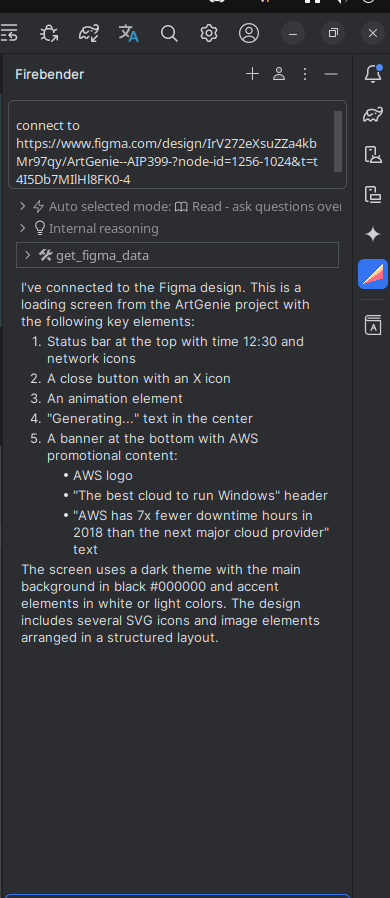 Firebender
connect to
https://www.figma.com/design/IrV272eXsuZZa4kb
Mr97qy/ArtGenie--AIP399-?node-id=1256-1024&t=t
4I5Db7MIlHl8FK0-4
Auto selected mode: Read - ask questions over
Internal reasoning
get_figma_data
I've connected to the Figma design. This is a
loading screen from the ArtGenie project with
the following key elements:
1. Status bar at the top with time 12:30 and
network icons
2. A close button with an X icon
3. An animation element
4. "Generating..." text in the center
5. A banner at the bottom with AWS
promotional content:
• AWS logo
• "The best cloud to run Windows" header
• "AWS has 7x fewer downtime hours in
2018 than the next major cloud provider"
text
The screen uses a dark theme with the main
background in black #000000 and accent
elements in white or light colors. The design
includes several SVG icons and image elements
arranged in a structured layout.